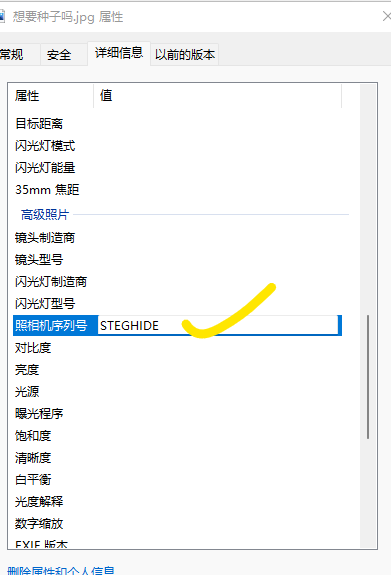 想要种子吗.jpg 属性
常规 安全 详细信息 以前的版本
属性 值
目标距离
闪光灯模式
闪光灯能量
35mm 焦距
高级照片
镜头制造商
镜头型号
闪光灯制造商
闪光灯型号
照相机序列号 STEGHIDE
对比度
亮度
光源
曝光程序
饱和度
清晰度
白平衡
光度解释
数字缩放
EXIF 版本
删除属性和个人信息